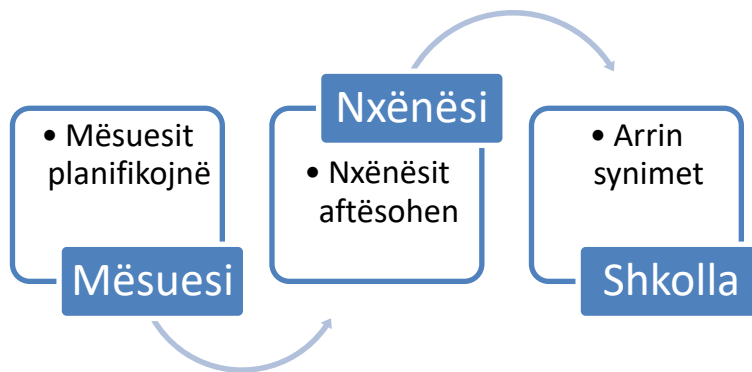 • Mësuesit
planifikojnë
Mësuesi
Nxënësi
• Nxënësit
aftësohen
• Arrin
synimet
Shkolla